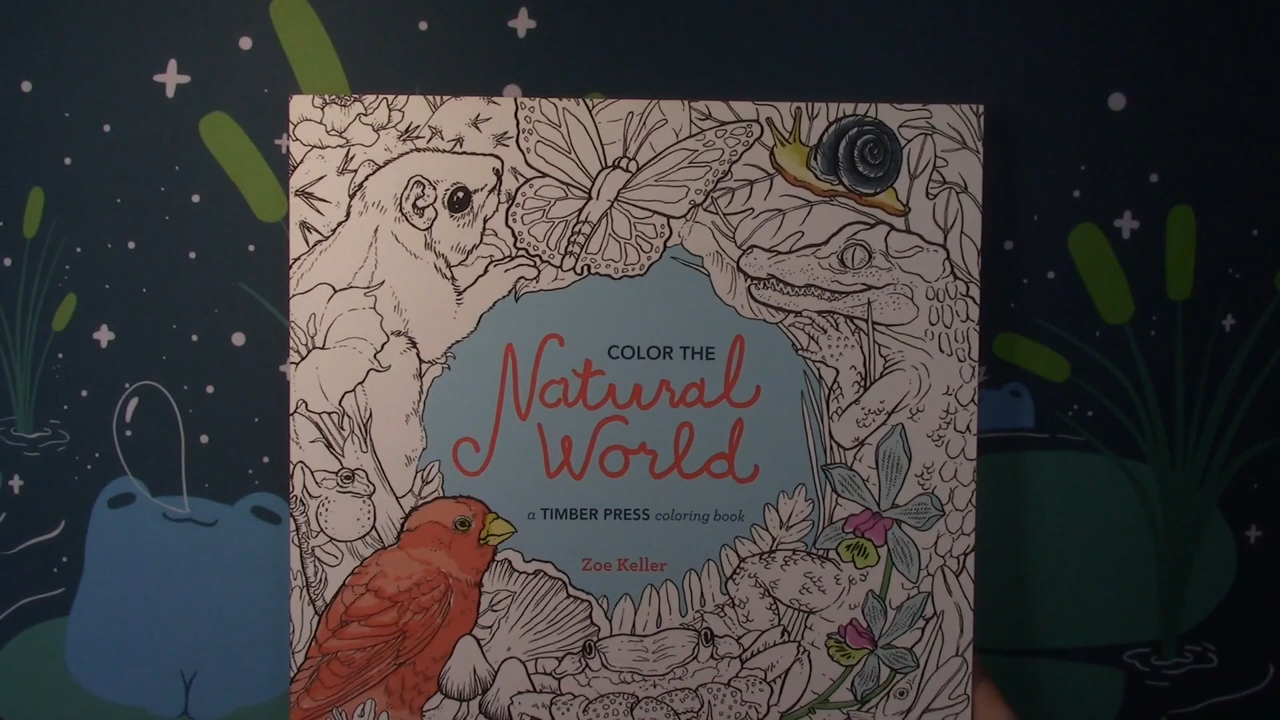 COLOR THE
Natural
World
a TIMBER PRESS coloring book
Zoe Keller